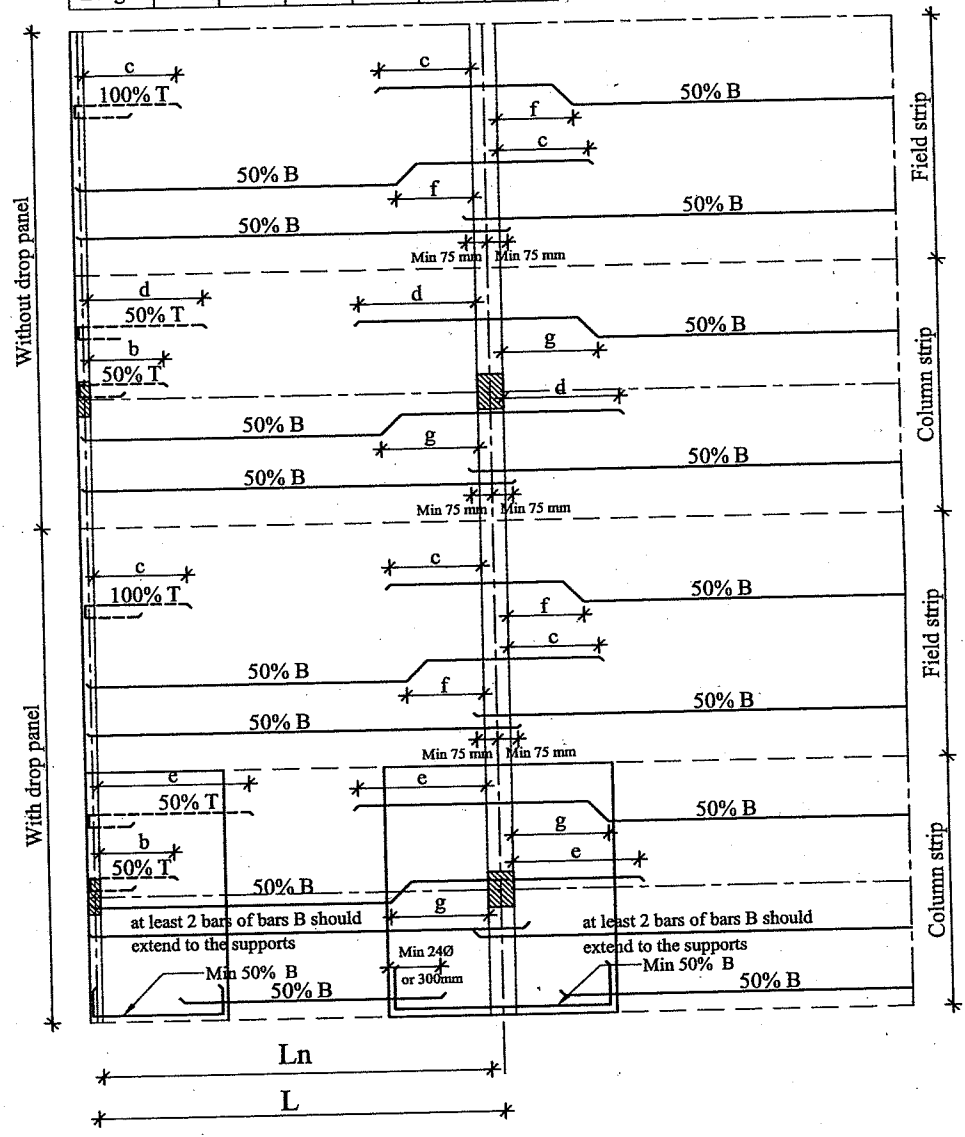 c
c
100% T
50% B
f
c
50% B
f
50% B
50% B
Min 75 mm
Min 75 mm
d
d
50% T
50% B
g
b
50% T
d
50% B
g
50% B
50% B
Min 75 mm
Min 75 mm
c
c
100% T
50% B
f
c
50% B
f
50% B
50% B
Min 75 mm
Min 75 mm
e
e
50% T
50% B
g
b
e
50% T
50% B
g
at least 2 bars of bars B should
extend to the supports
at least 2 bars of bars B should
extend to the supports
Min 24Ø
or 300mm
Min 50% B
Min 50% B
50% B
50% B
Ln
L
Without drop panel
With drop panel
Field strip
Column strip
Field strip
Column strip